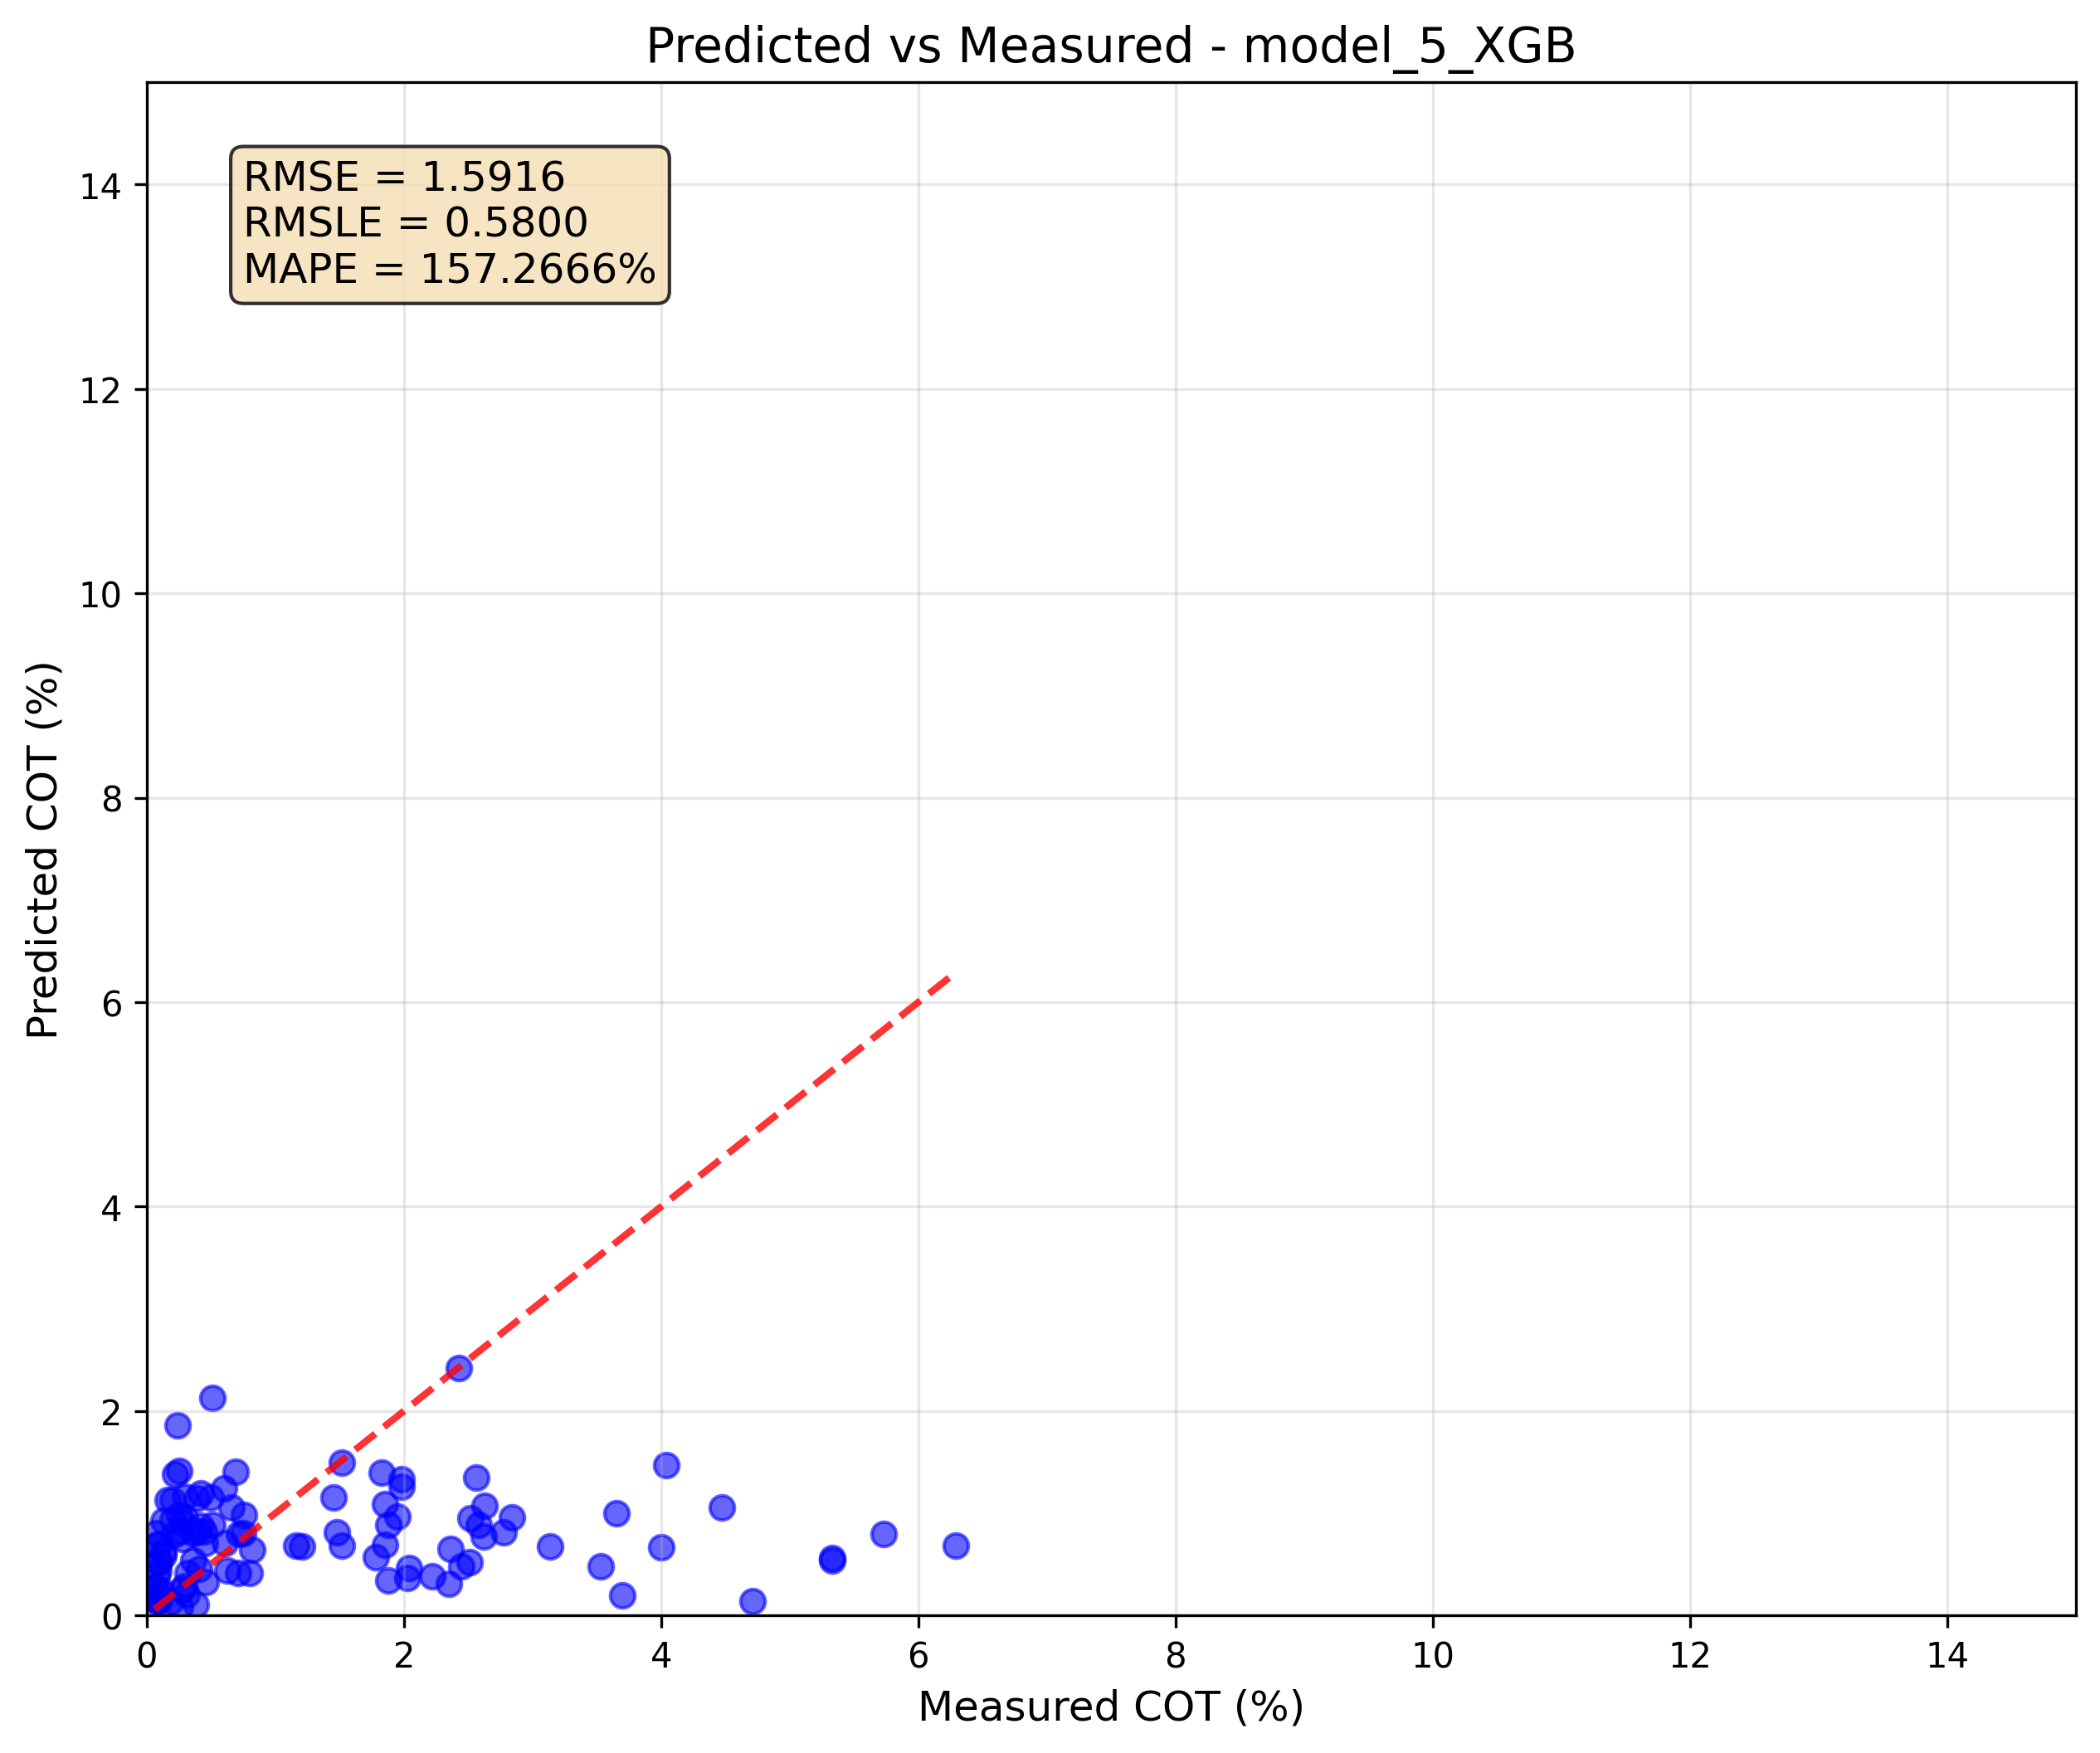 Predicted vs Measured - model_5_XGB
RMSE = 1.5916
RMSLE = 0.5800
MAPE = 157.2666%
14
12
10
8
6
4
2
0
Predicted COT (%)
0 2 4 6 8 10 12 14
Measured COT (%)